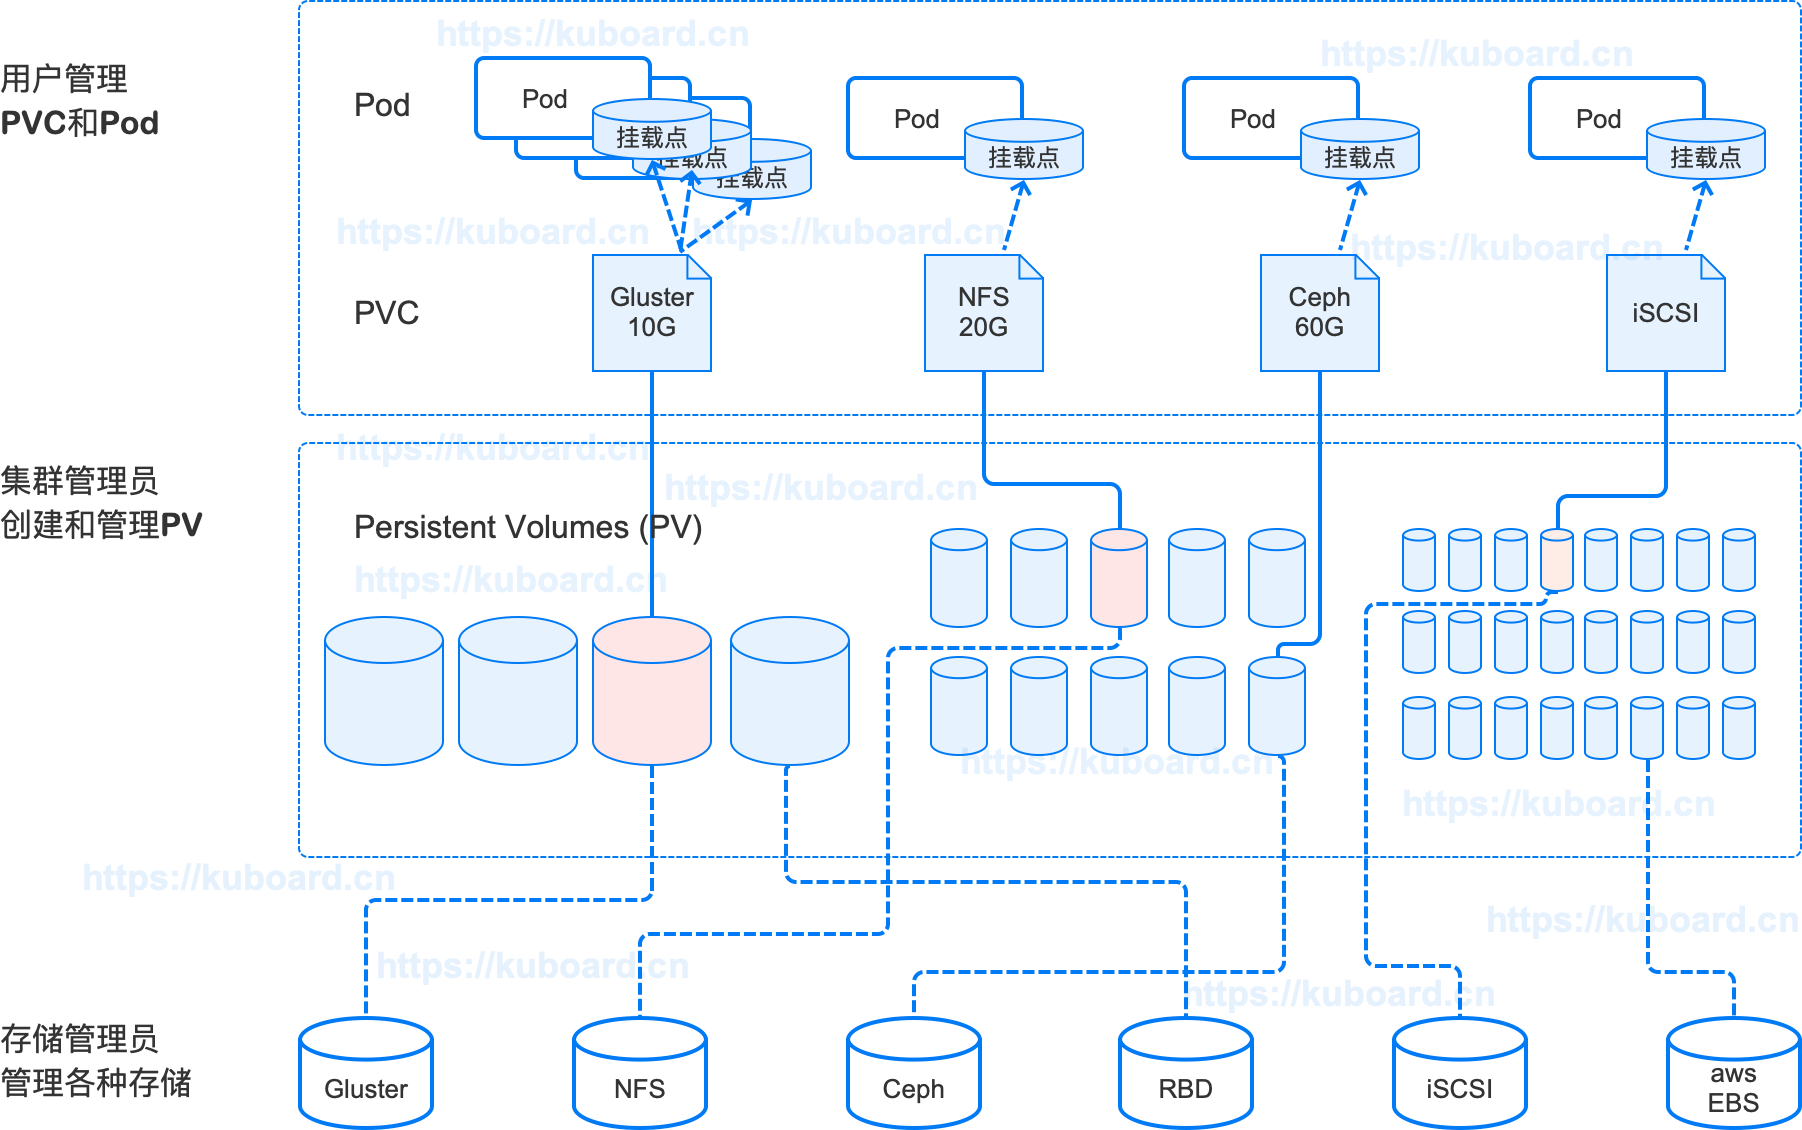 https://kuboard.cn
https://kuboard.cn
用户管理
PVC和Pod
Pod
Pod
挂载点
挂载点
挂载点
Pod
挂载点
Pod
挂载点
Pod
挂载点
https://kuboard.cn
https://kuboard.cn
https://kuboard.cn
PVC
Gluster
10G
NFS
20G
Ceph
60G
iSCSI
https://kuboard.cn
https://kuboard.cn
集群管理员
创建和管理PV
Persistent Volumes (PV)
https://kuboard.cn
https://kuboard.cn
https://kuboard.cn
https://kuboard.cn
https://kuboard.cn
https://kuboard.cn
https://kuboard.cn
存储管理员
管理各种存储
Gluster
NFS
Ceph
RBD
iSCSI
aws
EBS